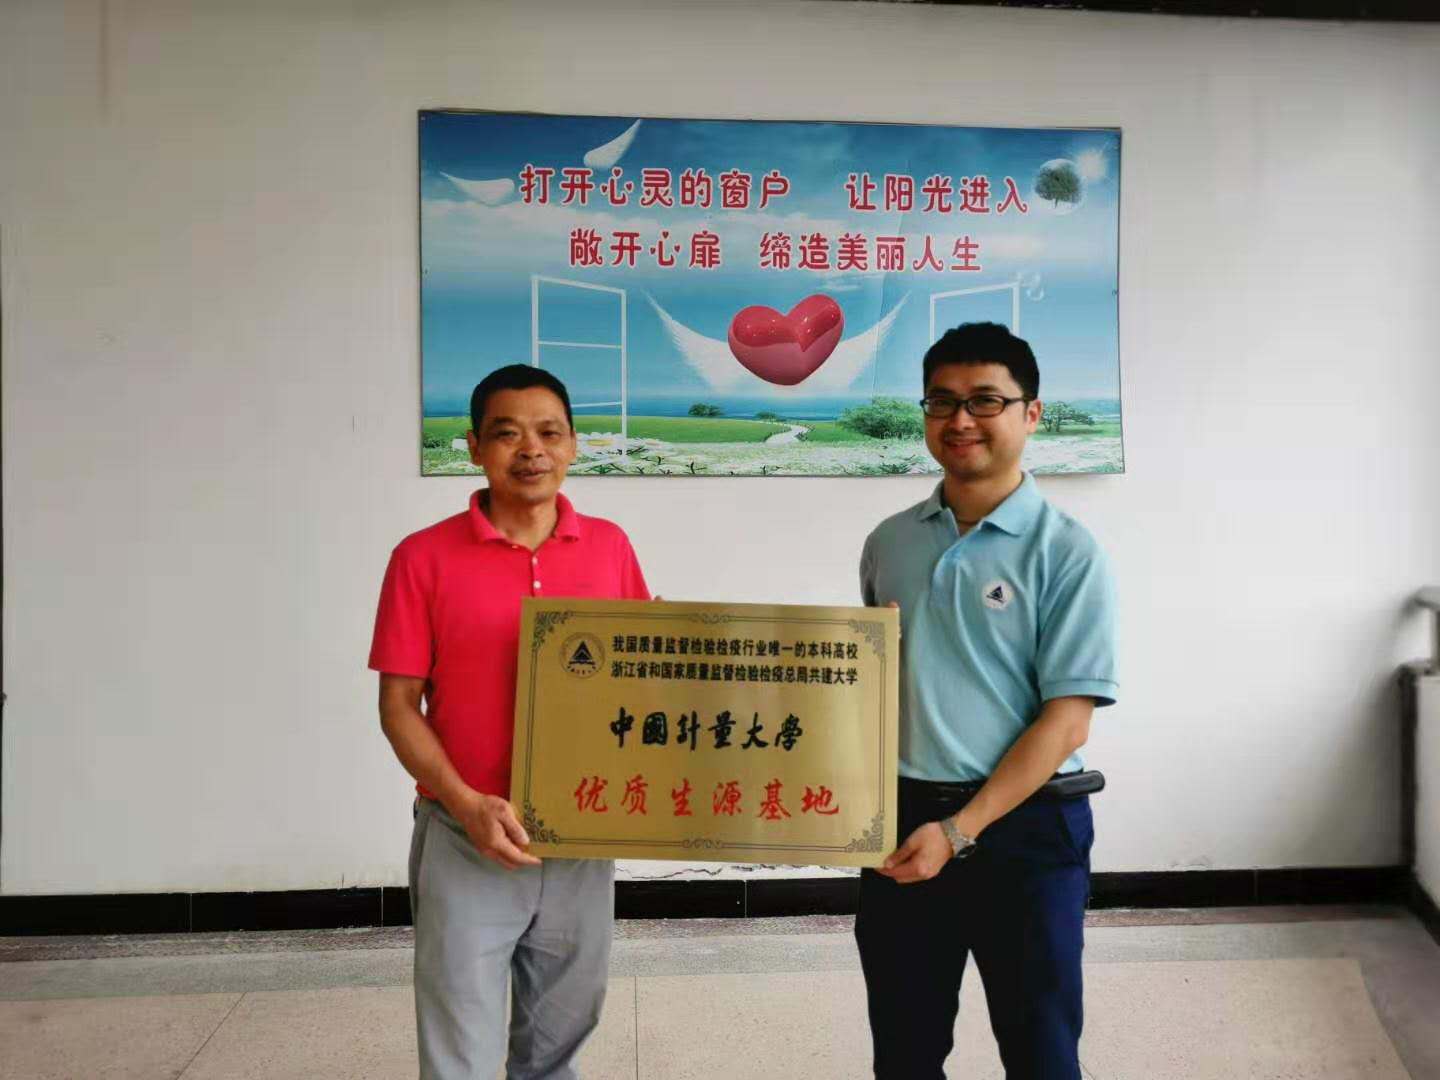 打开心灵的窗户 让阳光进入
敞开心扉 缔造美丽人生
我国质量监督检验检疫行业唯一的本科高校
浙江省和国家质量监督检验检疫总局共建大学
中国计量大学
优质生源基地